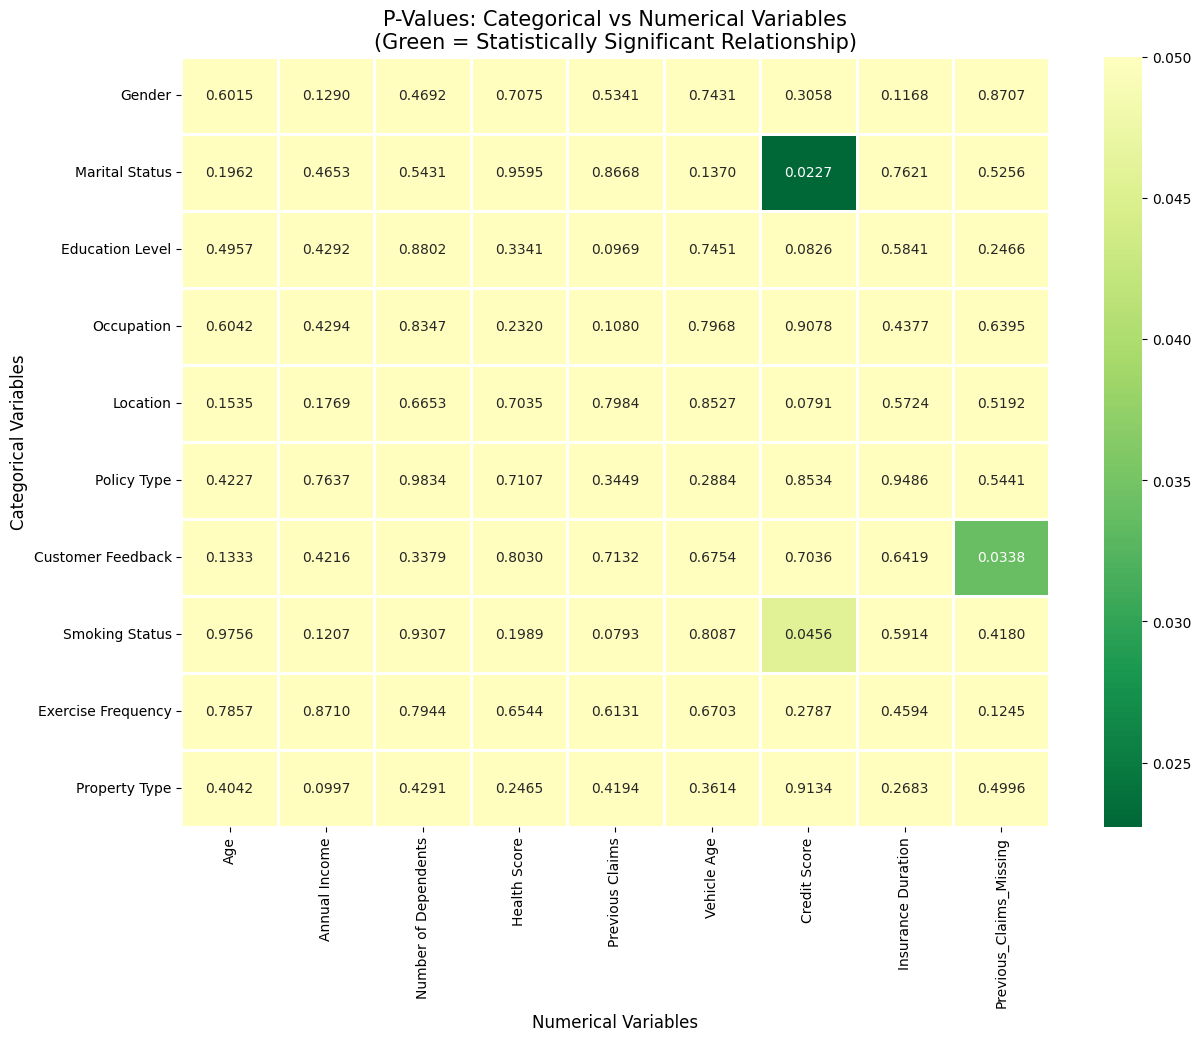 P-Values: Categorical vs Numerical Variables
(Green = Statistically Significant Relationship)
Categorical Variables
Gender 0.6015 0.1290 0.4692 0.7075 0.5341 0.7431 0.3058 0.1168 0.8707
Marital Status 0.1962 0.4653 0.5431 0.9595 0.8668 0.1370 0.0227 0.7621 0.5256
Education Level 0.4957 0.4292 0.8802 0.3341 0.0969 0.7451 0.0826 0.5841 0.2466
Occupation 0.6042 0.4294 0.8347 0.2320 0.1080 0.7968 0.9078 0.4377 0.6395
Location 0.1535 0.1769 0.6653 0.7035 0.7984 0.8527 0.0791 0.5724 0.5192
Policy Type 0.4227 0.7637 0.9834 0.7107 0.3449 0.2884 0.8534 0.9486 0.5441
Customer Feedback 0.1333 0.4216 0.3379 0.8030 0.7132 0.6754 0.7036 0.6419 0.0338
Smoking Status 0.9756 0.1207 0.9307 0.1989 0.0793 0.8087 0.0456 0.5914 0.4180
Exercise Frequency 0.7857 0.8710 0.7944 0.6544 0.6131 0.6703 0.2787 0.4594 0.1245
Property Type 0.4042 0.0997 0.4291 0.2465 0.4194 0.3614 0.9134 0.2683 0.4996
Age
Annual Income
Number of Dependents
Health Score
Previous Claims
Vehicle Age
Credit Score
Insurance Duration
Previous_Claims_Missing
Numerical Variables
0.050
0.045
0.040
0.035
0.030
0.025